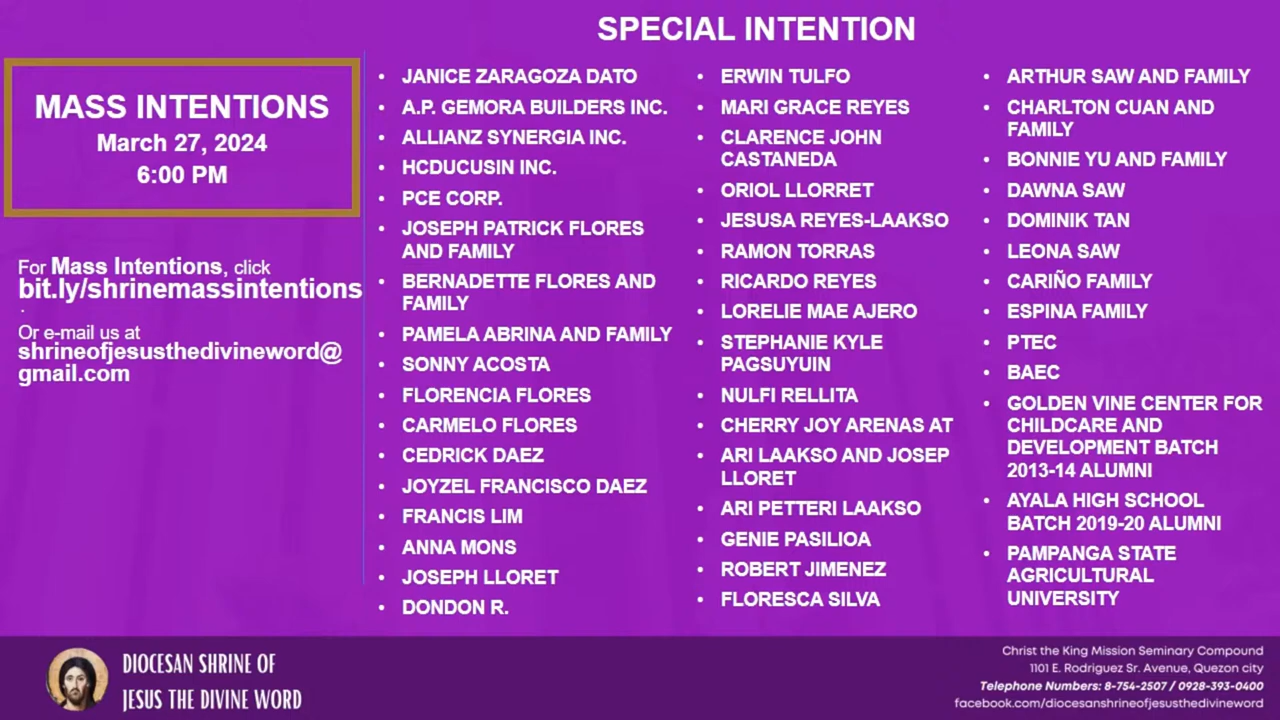 SPECIAL INTENTION
MASS INTENTIONS
March 27, 2024
6:00 PM
For Mass Intentions, click
bit.ly/shrinemassintentions
.
Or e-mail us at
shrineofjesusthedivineword@
gmail.com
• JANICE ZARAGOZA DATO
• A.P. GEMORA BUILDERS INC.
• ALLIANZ SYNERGIA INC.
• HCDUCUSIN INC.
• PCE CORP.
• JOSEPH PATRICK FLORES
AND FAMILY
• BERNADETTE FLORES AND
FAMILY
• PAMELA ABRINA AND FAMILY
• SONNY ACOSTA
• FLORENCIA FLORES
• CARMELO FLORES
• CEDRICK DAEZ
• JOYZEL FRANCISCO DAEZ
• FRANCIS LIM
• ANNA MONS
• JOSEPH LLORET
• DONDON R.
• ERWIN TULFO
• MARI GRACE REYES
• CLARENCE JOHN
CASTANEDA
• ORIOL LLORRET
• JESUSA REYES-LAAKSO
• RAMON TORRAS
• RICARDO REYES
• LORELIE MAE AJERO
• STEPHANIE KYLE
PAGSUYUIN
• NULFI RELLITA
• CHERRY JOY ARENAS AT
• ARI LAAKSO AND JOSEP
LLORET
• ARI PETTERI LAAKSO
• GENIE PASILIOA
• ROBERT JIMENEZ
• FLORESCA SILVA
• ARTHUR SAW AND FAMILY
• CHARLTON CUAN AND
FAMILY
• BONNIE YU AND FAMILY
• DAWNA SAW
• DOMINIK TAN
• LEONA SAW
• CARIÑO FAMILY
• ESPINA FAMILY
• PTEC
• BAEC
• GOLDEN VINE CENTER FOR
CHILDCARE AND
DEVELOPMENT BATCH
2013-14 ALUMNI
• AYALA HIGH SCHOOL
BATCH 2019-20 ALUMNI
• PAMPANGA STATE
AGRICULTURAL
UNIVERSITY
DIOCESAN SHRINE OF
JESUS THE DIVINE WORD
Christ the King Mission Seminary Compound
1101 E. Rodriguez Sr. Avenue, Quezon city
Telephone Numbers: 8-754-2507 / 0928-393-0400
facebook.com/diocesanshrineofjesusthedivineword